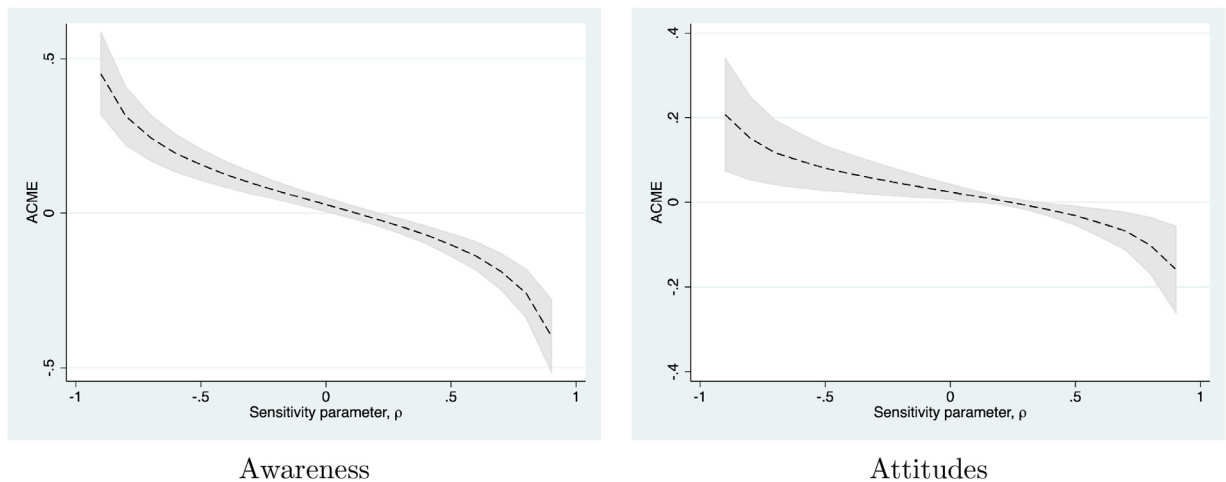 .5
0
-.5
ACME
-1 -.5 0 .5 1
Sensitivity parameter, ρ
Awareness
.4
.2
0
-.2
-.4
ACME
-1 -.5 0 .5 1
Sensitivity parameter, ρ
Attitudes